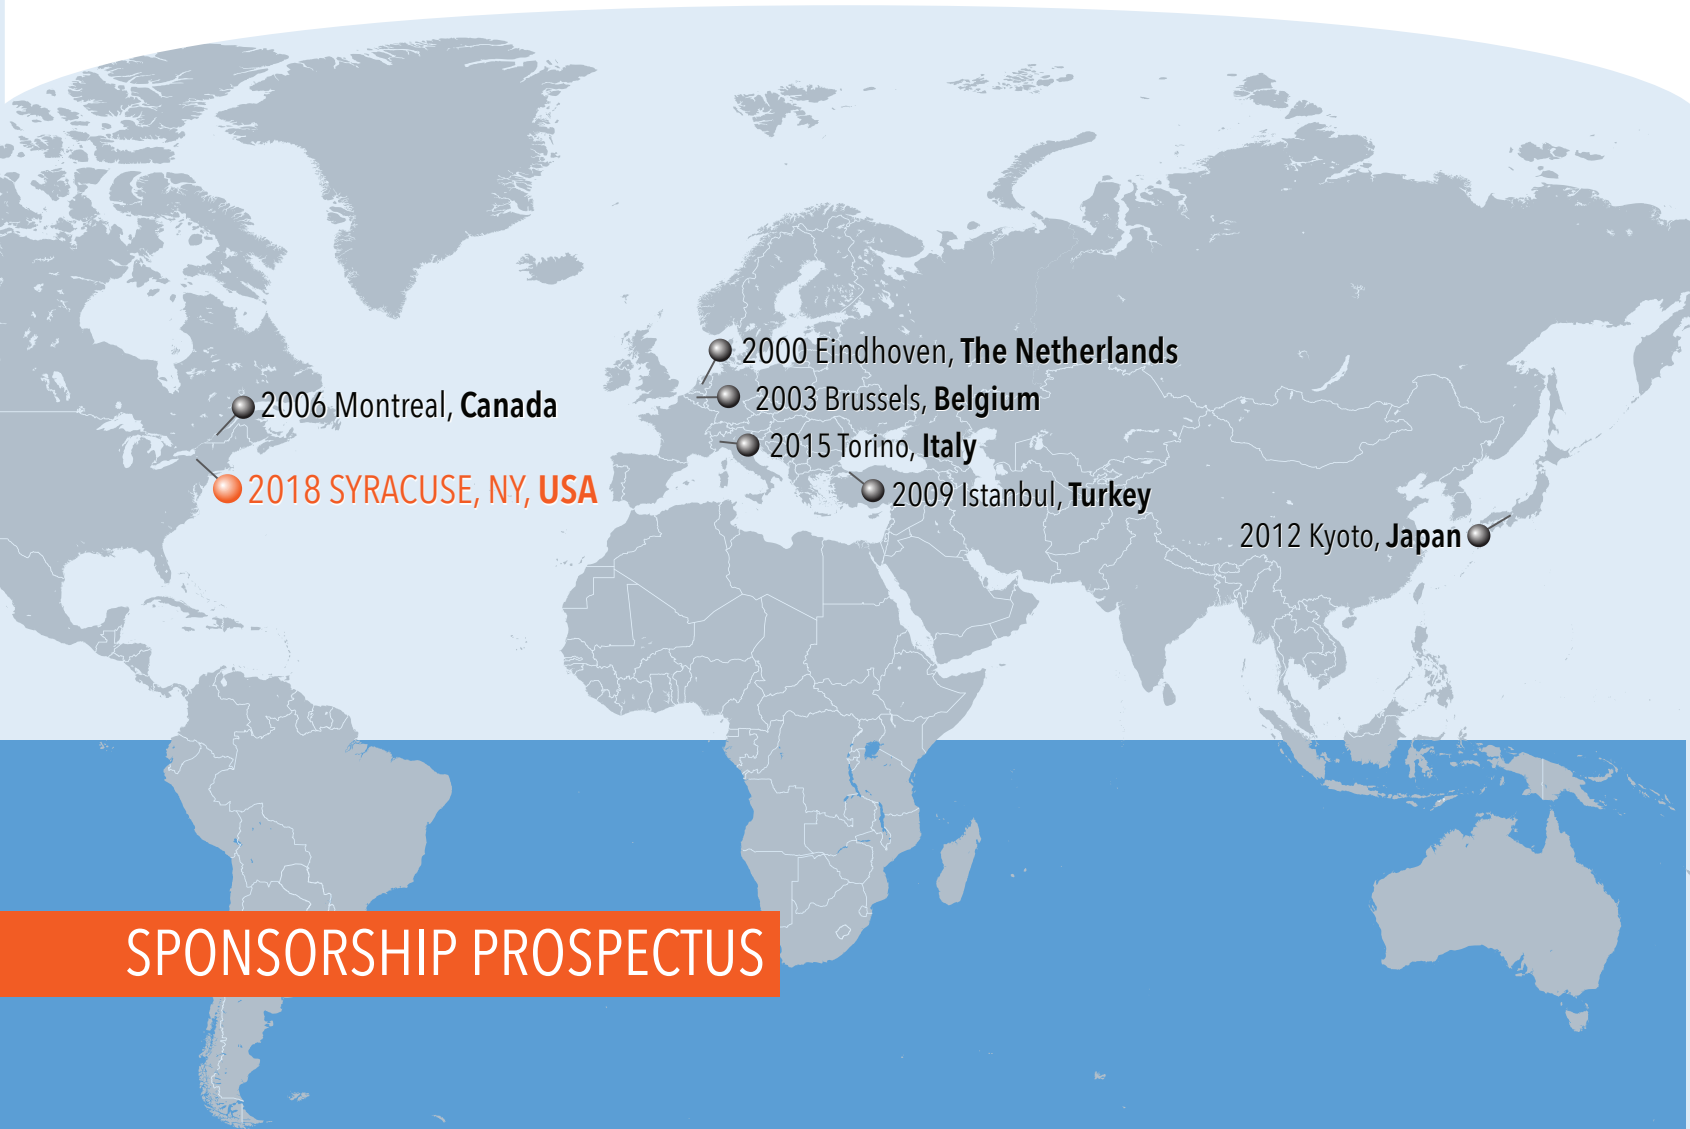 2000 Eindhoven, The Netherlands
2003 Brussels, Belgium
2006 Montreal, Canada
2015 Torino, Italy
2018 SYRACUSE, NY, USA
2009 Istanbul, Turkey
2012 Kyoto, Japan
SPONSORSHIP PROSPECTUS